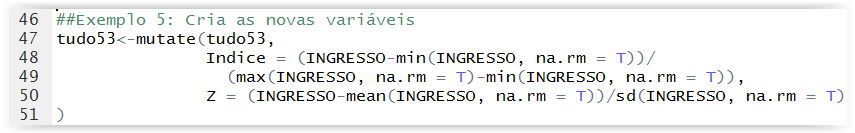 46 ##Exemplo 5: Cria as novas variáveis
47 tudo53<-mutate(tudo53,
48 Indice = (INGRESSO-min(INGRESSO, na.rm = T))/
49 (max(INGRESSO, na.rm = T)-min(INGRESSO, na.rm = T)),
50 Z = (INGRESSO-mean(INGRESSO, na.rm = T))/sd(INGRESSO, na.rm = T)
51 )